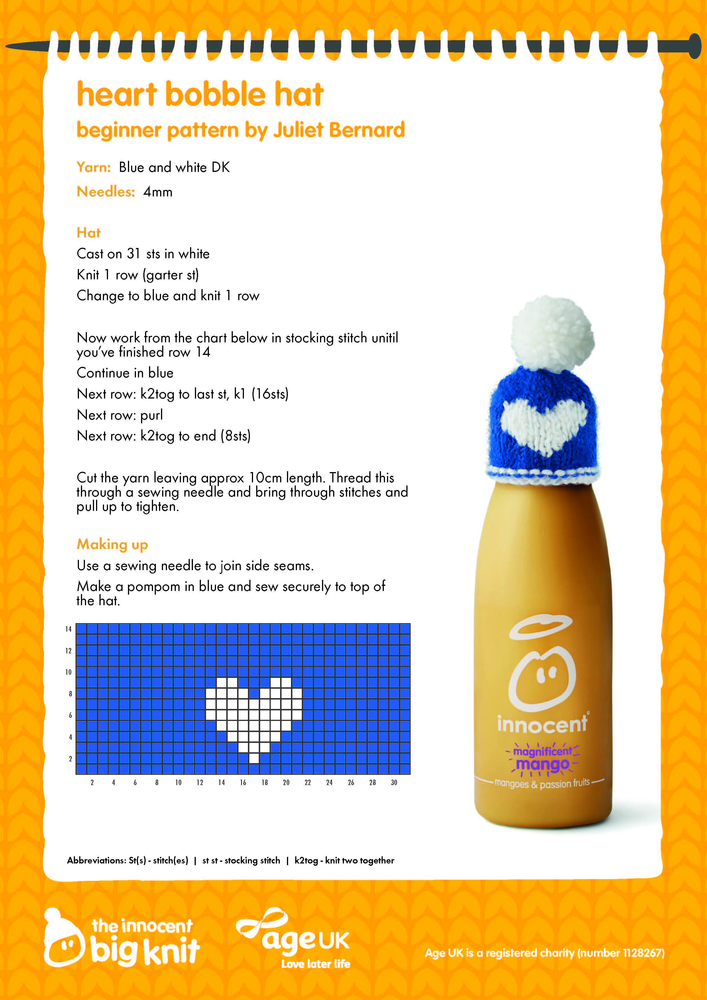 heart bobble hat
beginner pattern by Juliet Bernard
Yarn: Blue and white DK
Needles: 4mm
Hat
Cast on 31 sts in white
Knit 1 row (garter st)
Change to blue and knit 1 row
Now work from the chart below in stocking stitch unitil
you've finished row 14
Continue in blue
Next row: k2tog to last st, k1 (16sts)
Next row: purl
Next row: k2tog to end (8sts)
Cut the yarn leaving approx 10cm length. Thread this
through a sewing needle and bring through stitches and
pull up to tighten.
Making up
Use a sewing needle to join side seams.
Make a pompom in blue and sew securely to top of
the hat.
14
12
10
8
6
4
2
2 4 6 8 10 12 14 16 18 20 22 24 26 28 30
innocent
magnificent
mango
mangoes & passion fruits
Abbreviations: St(s) - stitch(es) | st st - stocking stitch | k2tog - knit two together
the innocent
big knit
age UK
Love later life
Age UK is a registered charity (number 1128267)